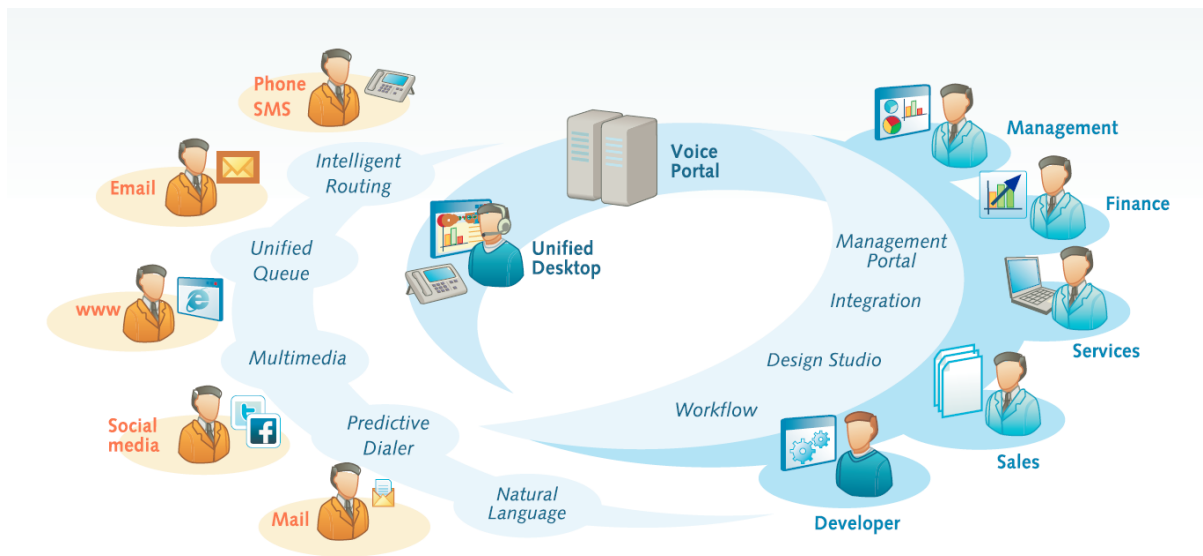 Phone
SMS
Email
www
Social
media
Mail
Intelligent
Routing
Unified
Queue
Multimedia
Predictive
Dialer
Natural
Language
Voice
Portal
Unified
Desktop
Management
Portal
Integration
Design Studio
Workflow
Management
Finance
Services
Sales
Developer